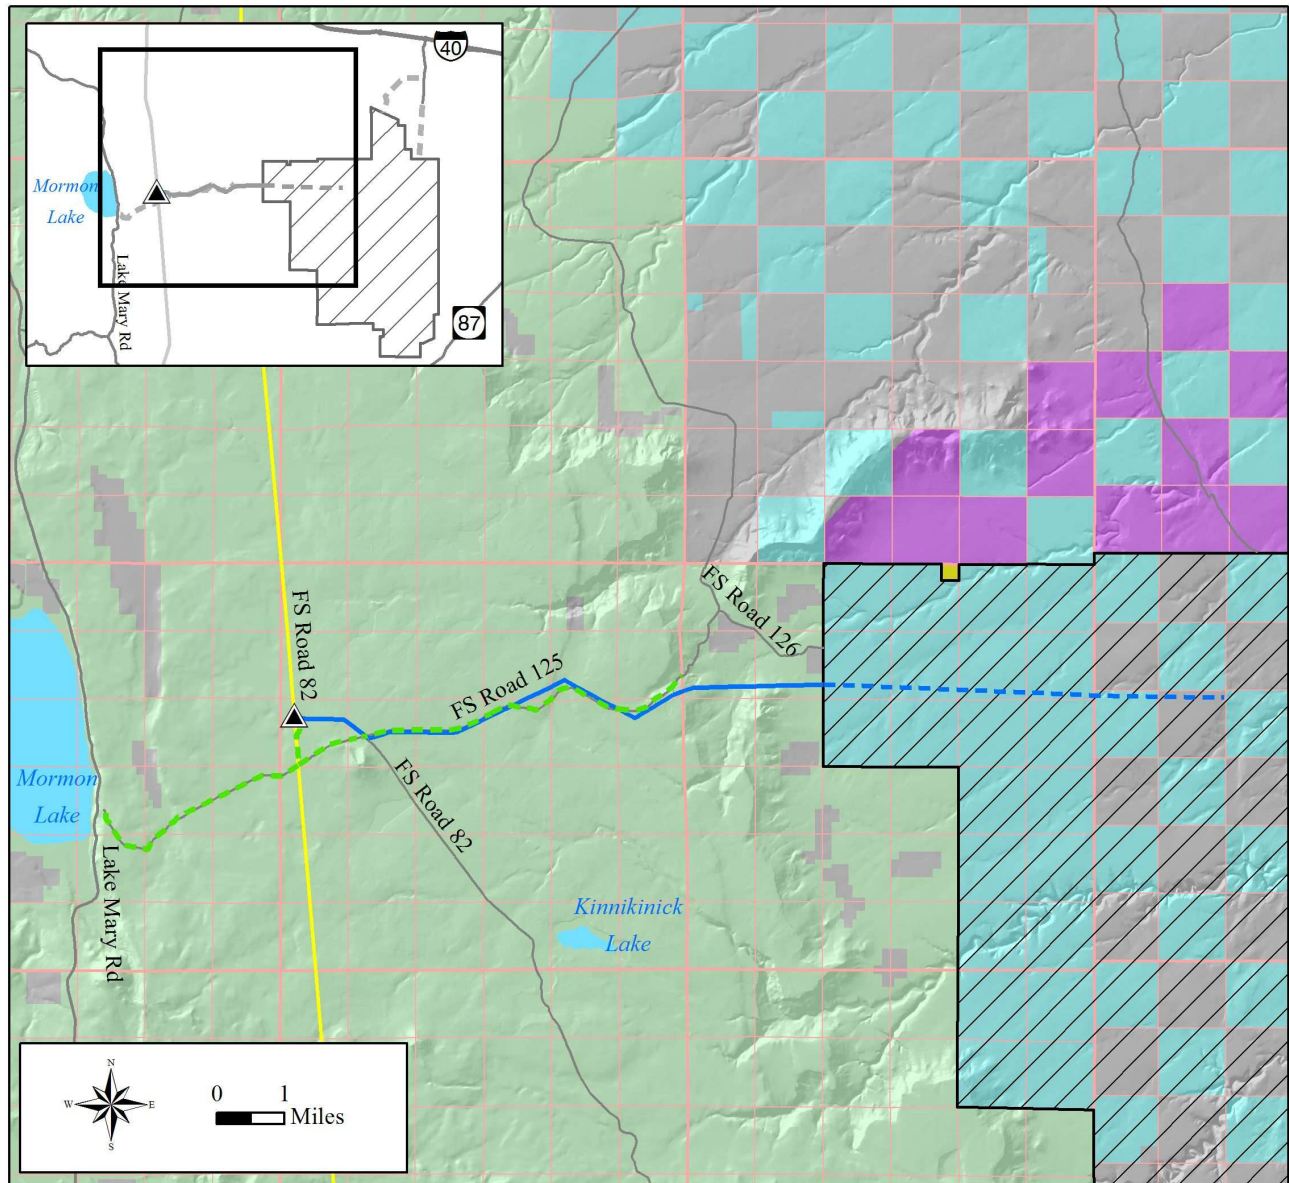 40
Mormon
Lake
Lake Mary Rd
87
FS Road 126
FS Road 82
FS Road 125
FS Road 82
Mormon
Lake
Lake Mary Rd
Kinnikinick
Lake
N
W E
S
0 1
Miles